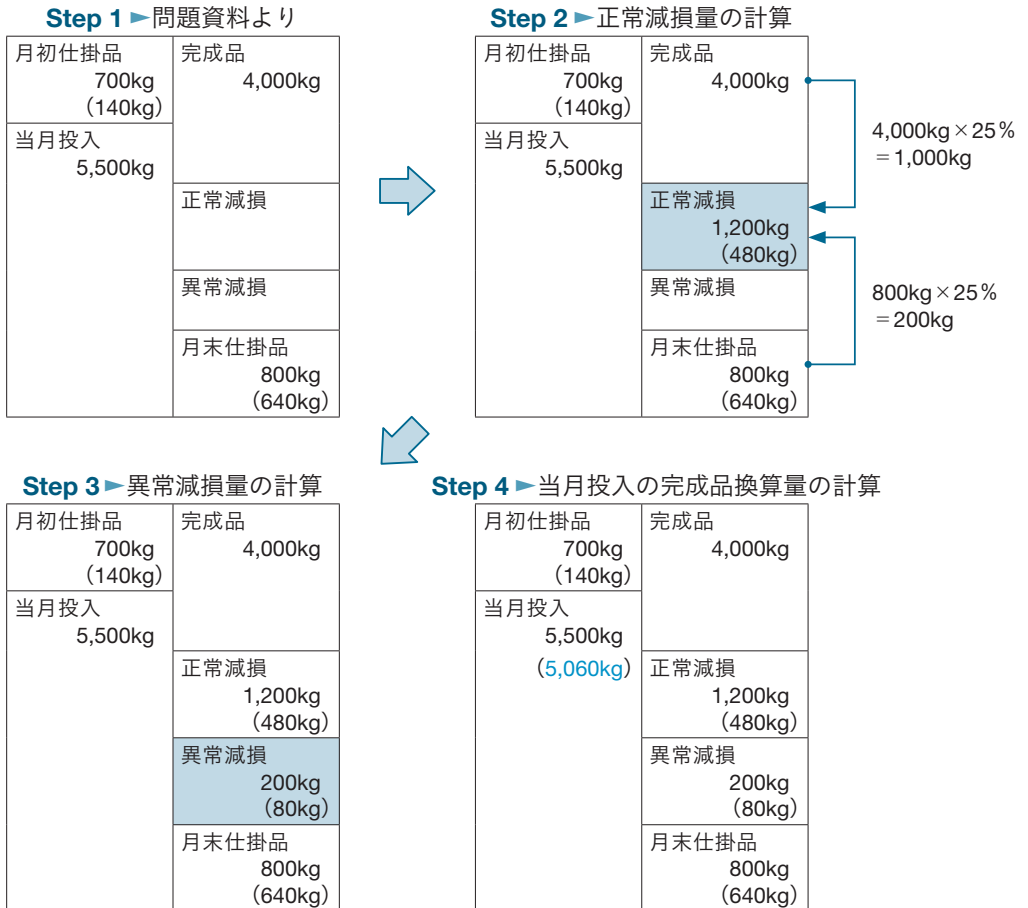 Step 1 ►問題資料より
月初仕掛品
700kg
(140kg)
当月投入
5,500kg
完成品
4,000kg
正常減損
異常減損
月末仕掛品
800kg
(640kg)
Step 2 ►正常減損量の計算
月初仕掛品
700kg
(140kg)
当月投入
5,500kg
完成品
4,000kg
正常減損
1,200kg
(480kg)
異常減損
月末仕掛品
800kg
(640kg)
4,000kg×25%
=1,000kg
800kg×25%
=200kg
Step 3 ►異常減損量の計算
月初仕掛品
700kg
(140kg)
当月投入
5,500kg
完成品
4,000kg
正常減損
1,200kg
(480kg)
異常減損
200kg
(80kg)
月末仕掛品
800kg
(640kg)
Step 4 ►当月投入の完成品換算量の計算
月初仕掛品
700kg
(140kg)
当月投入
5,500kg
(5,060kg)
完成品
4,000kg
正常減損
1,200kg
(480kg)
異常減損
200kg
(80kg)
月末仕掛品
800kg
(640kg)